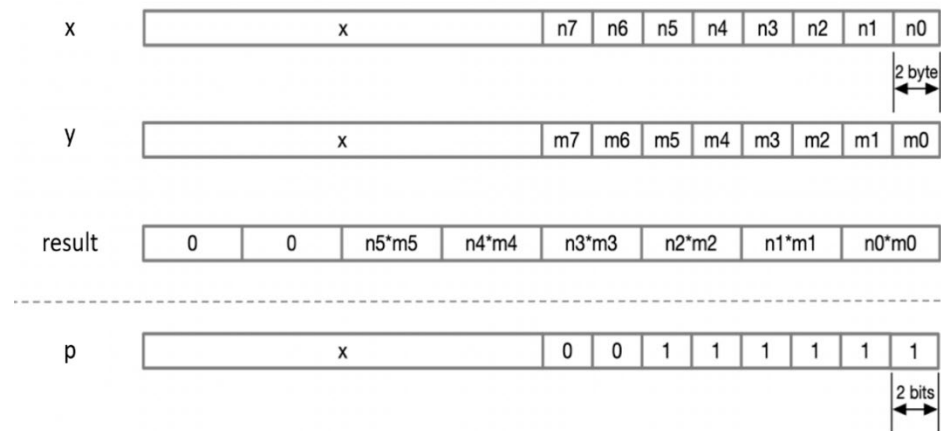 x x n7 n6 n5 n4 n3 n2 n1 n0
2 byte
y x m7 m6 m5 m4 m3 m2 m1 m0
result 0 0 n5*m5 n4*m4 n3*m3 n2*m2 n1*m1 n0*m0
p x 0 0 1 1 1 1 1 1
2 bits